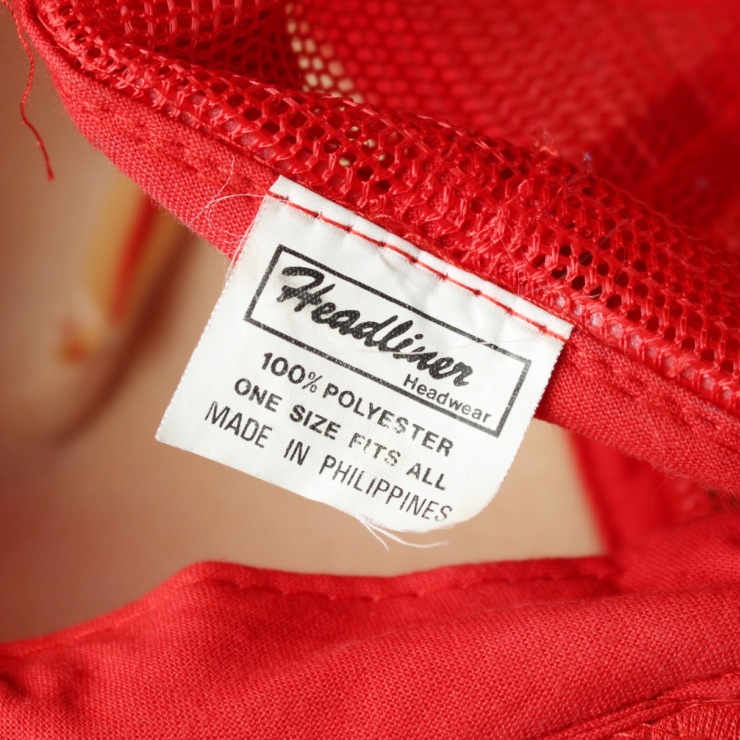 Headliner
Headwear
100% POLYESTER
ONE SIZE FITS ALL
MADE IN PHILIPPINES